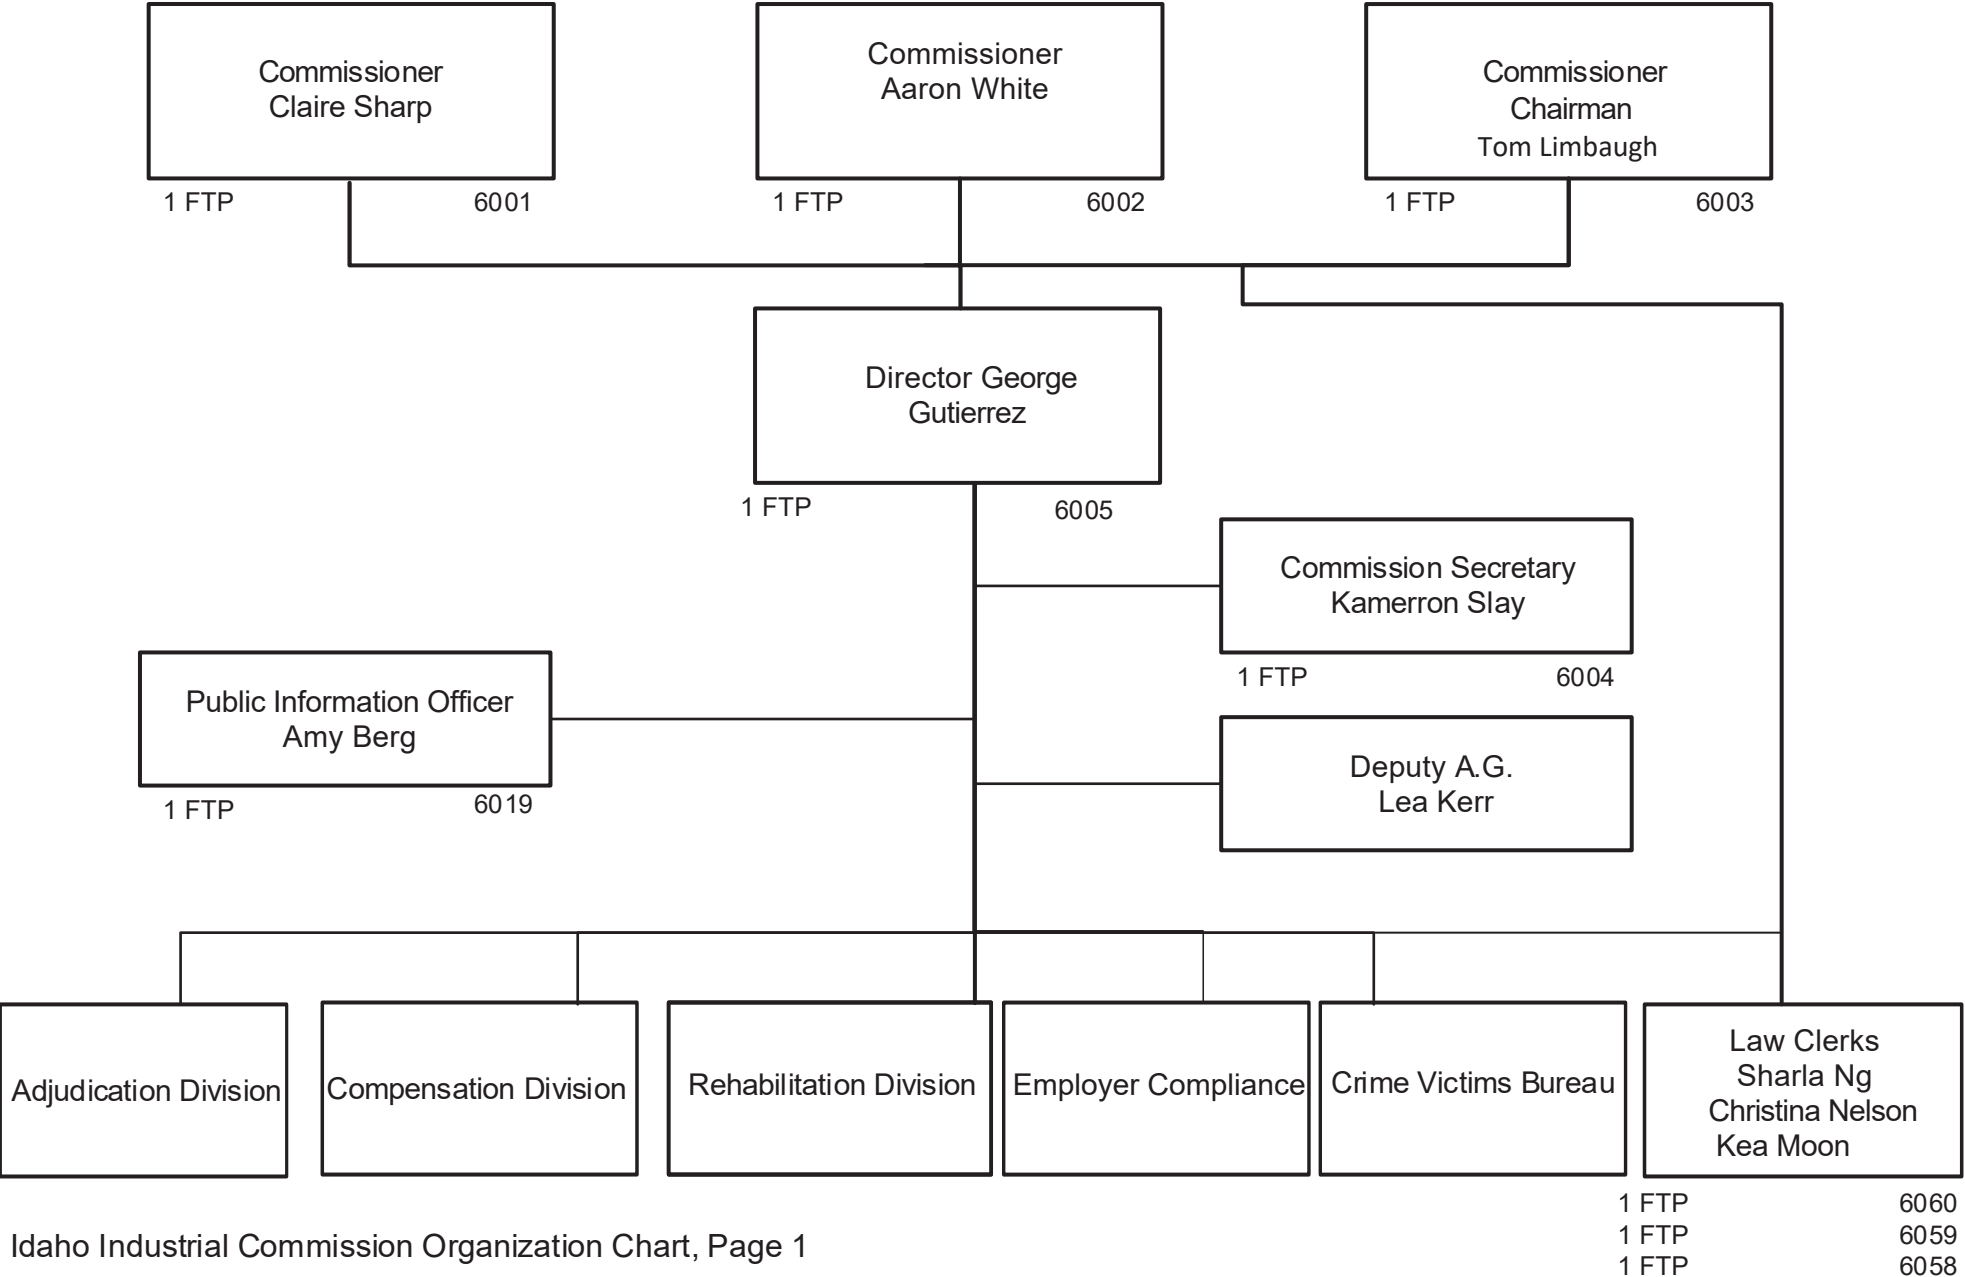 Commissioner
Claire Sharp
1 FTP 6001
Commissioner
Aaron White
1 FTP 6002
Commissioner
Chairman
Tom Limbaugh
1 FTP 6003
Director George
Gutierrez
1 FTP 6005
Commission Secretary
Kamerron Slay
1 FTP 6004
Public Information Officer
Amy Berg
1 FTP 6019
Deputy A.G.
Lea Kerr
Adjudication Division
Compensation Division
Rehabilitation Division
Employer Compliance
Crime Victims Bureau
Law Clerks
Sharla Ng
Christina Nelson
Kea Moon
1 FTP 6060
1 FTP 6059
1 FTP 6058
Idaho Industrial Commission Organization Chart, Page 1